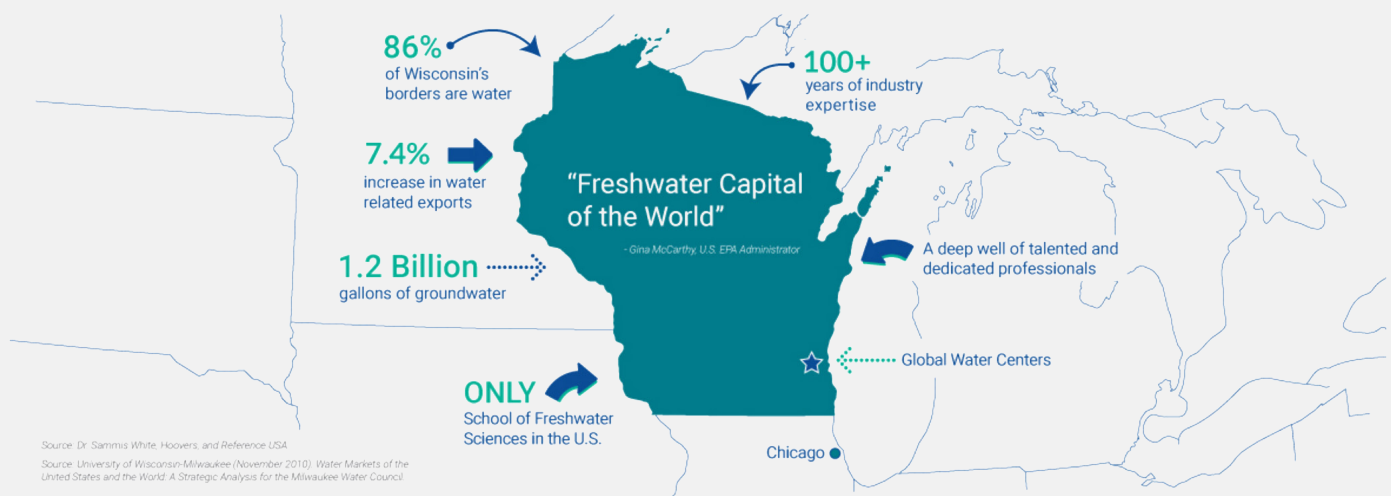 86%
of Wisconsin's
borders are water
100+
years of industry
expertise
7.4%
increase in water
related exports
"Freshwater Capital
of the World"
- Gina McCarthy, U.S. EPA Administrator
A deep well of talented and
dedicated professionals
1.2 Billion
gallons of groundwater
Global Water Centers
ONLY
School of Freshwater
Sciences in the U.S.
Chicago
Source: Dr. Sammis White, Hoovers, and Reference USA.
Source: University of Wisconsin-Milwaukee (November 2010). Water Markets of the
United States and the World: A Strategic Analysis for the Milwaukee Water Council.